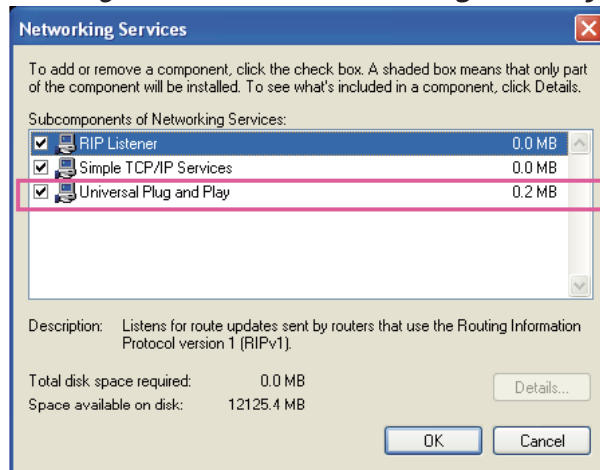 Networking Services
To add or remove a component, click the check box. A shaded box means that only part
of the component will be installed. To see what's included in a component, click Details.
Subcomponents of Networking Services:
RIP Listener 0.0 MB
Simple TCP/IP Services 0.0 MB
Universal Plug and Play 0.2 MB
Description: Listens for route updates sent by routers that use the Routing Information
Protocol version 1 (RIPv1).
Total disk space required: 0.0 MB
Space available on disk: 12125.4 MB
Details...
OK Cancel